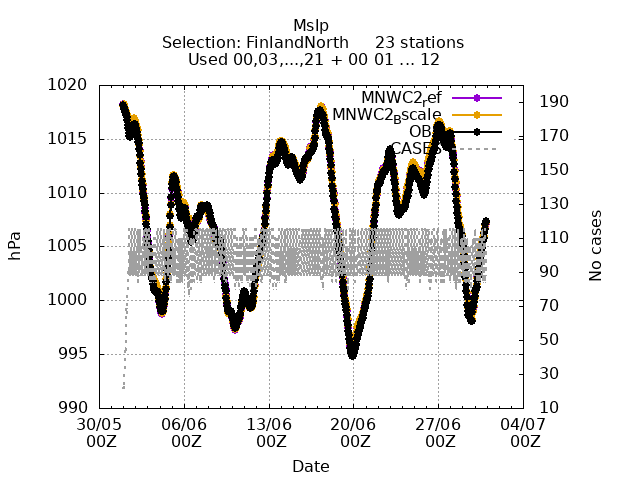 Mslp
Selection: FinlandNorth 23 stations
Used 00,03,...,21 + 00 01 ... 12
1020
1015
1010
1005
1000
995
990
hPa
190
170
150
130
110
90
70
50
30
10
No cases
MNWC2ref
MNWC2Bscale
OBS
CASES
30/05 06/06 13/06 20/06 27/06 04/07
00Z 00Z 00Z 00Z 00Z 00Z
Date